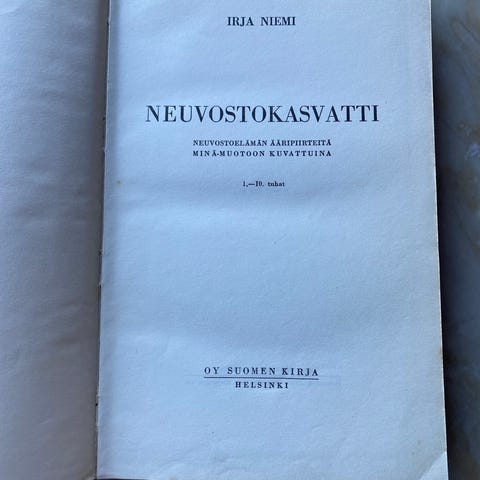 IRJA NIEMI
NEUVOSTOKASVATTI
NEUVOSTOELÄMÄN ÄÄRIPIIRTEITÄ
MINÄ-MUOTOON KUVATTUINA
1.—10. tuhat
OY SUOMEN KIRJA
HELSINKI